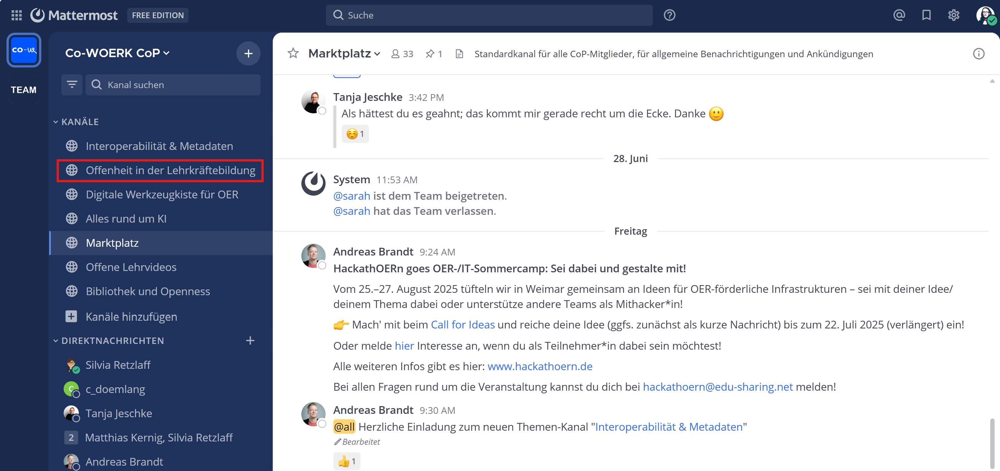 Mattermost FREE EDITION
Suche
CO-W
TEAM
Co-WOERK CoP
Kanal suchen
KANÄLE
Interoperabilität & Metadaten
Offenheit in der Lehrkräftebildung
Digitale Werkzeugkiste für OER
Alles rund um KI
Marktplatz
Offene Lehrvideos
Bibliothek und Openness
Kanäle hinzufügen
DIREKTNACHRICHTEN
Silvia Retzlaff
C c_doemlang
Tanja Jeschke
2 Matthias Kernig, Silvia Retzlaff
Andreas Brandt
Marktplatz 33 1 Standardkanal für alle CoP-Mitglieder, für allgemeine Benachrichtigungen und Ankündigungen
Tanja Jeschke 3:42 PM
Als hättest du es geahnt; das kommt mir gerade recht um die Ecke. Danke 🙂
☺️ 1
28. Juni
System 11:53 AM
@sarah ist dem Team beigetreten.
@sarah hat das Team verlassen.
Freitag
Andreas Brandt 9:24 AM
HackathOERn goes OER-/IT-Sommercamp: Sei dabei und gestalte mit!
Vom 25.–27. August 2025 tüfteln wir in Weimar gemeinsam an Ideen für OER-förderliche Infrastrukturen – sei mit deiner Idee/
deinem Thema dabei oder unterstütze andere Teams als Mithacker*in!
👉 Mach' mit beim Call for Ideas und reiche deine Idee (ggfs. zunächst als kurze Nachricht) bis zum 22. Juli 2025 (verlängert) ein!
Oder melde hier Interesse an, wenn du als Teilnehmer*in dabei sein möchtest!
Alle weiteren Infos gibt es hier: www.hackathoern.de
Bei allen Fragen rund um die Veranstaltung kannst du dich bei hackathoern@edu-sharing.net melden!
Andreas Brandt 9:30 AM
@all Herzliche Einladung zum neuen Themen-Kanal "Interoperabilität & Metadaten"
Bearbeitet
👍 1